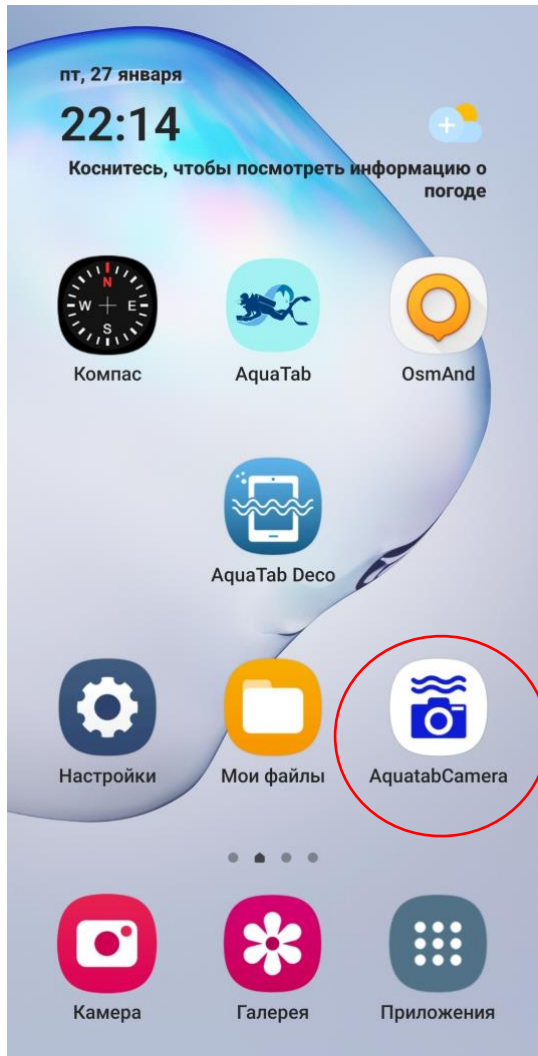 пт, 27 января
22:14
Коснитесь, чтобы посмотреть информацию о
погоде
N
W
E
S
Компас
AquaTab
OsmAnd
AquaTab Deco
Настройки
Мои файлы
AquatabCamera
Камера
Галерея
Приложения